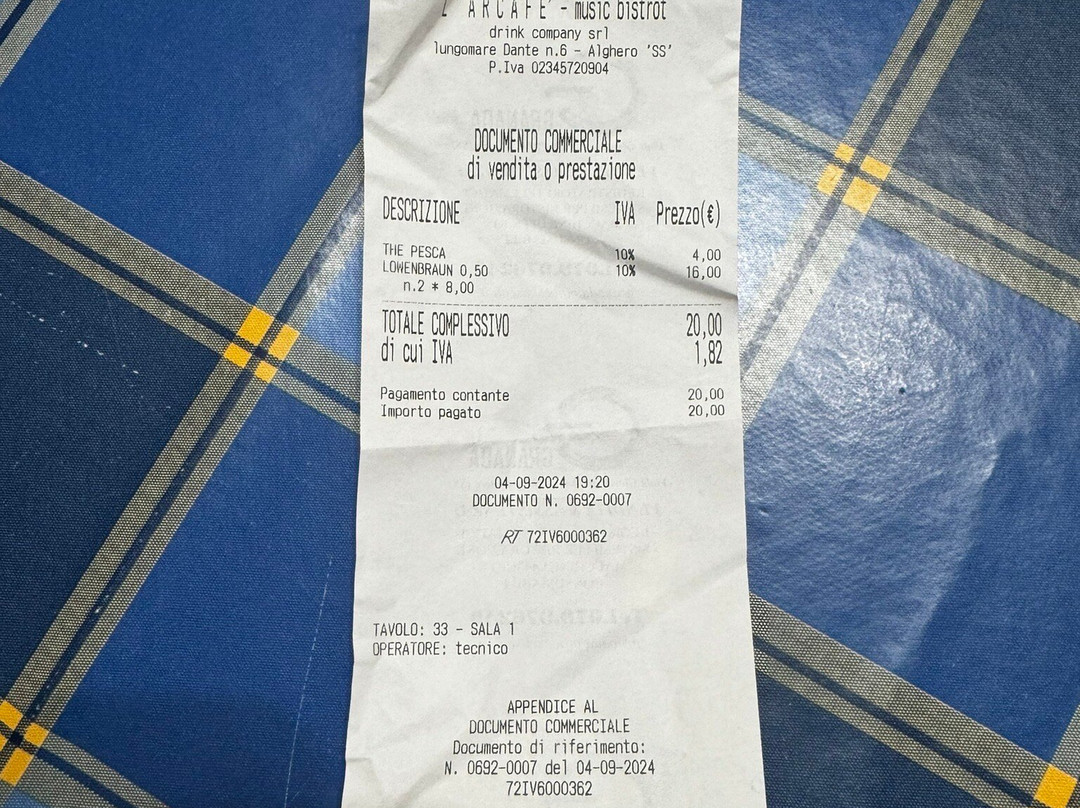 L' A R C A F E' - music bistrot
drink company srl
lungomare Dante n.6 - Alghero 'SS'
P.Iva 02345720904
DOCUMENTO COMMERCIALE
di vendita o prestazione
DESCRIZIONE IVA Prezzo(€)
THE PESCA 10% 4,00
LOWENBRAUN 0,50 10% 16,00
n.2 * 8,00
TOTALE COMPLESSIVO 20,00
di cui IVA 1,82
Pagamento contante 20,00
Importo pagato 20,00
04-09-2024 19:20
DOCUMENTO N. 0692-0007
RT 72IV6000362
TAVOLO: 33 - SALA 1
OPERATORE: tecnico
APPENDICE AL
DOCUMENTO COMMERCIALE
Documento di riferimento:
N. 0692-0007 del 04-09-2024
72IV6000362